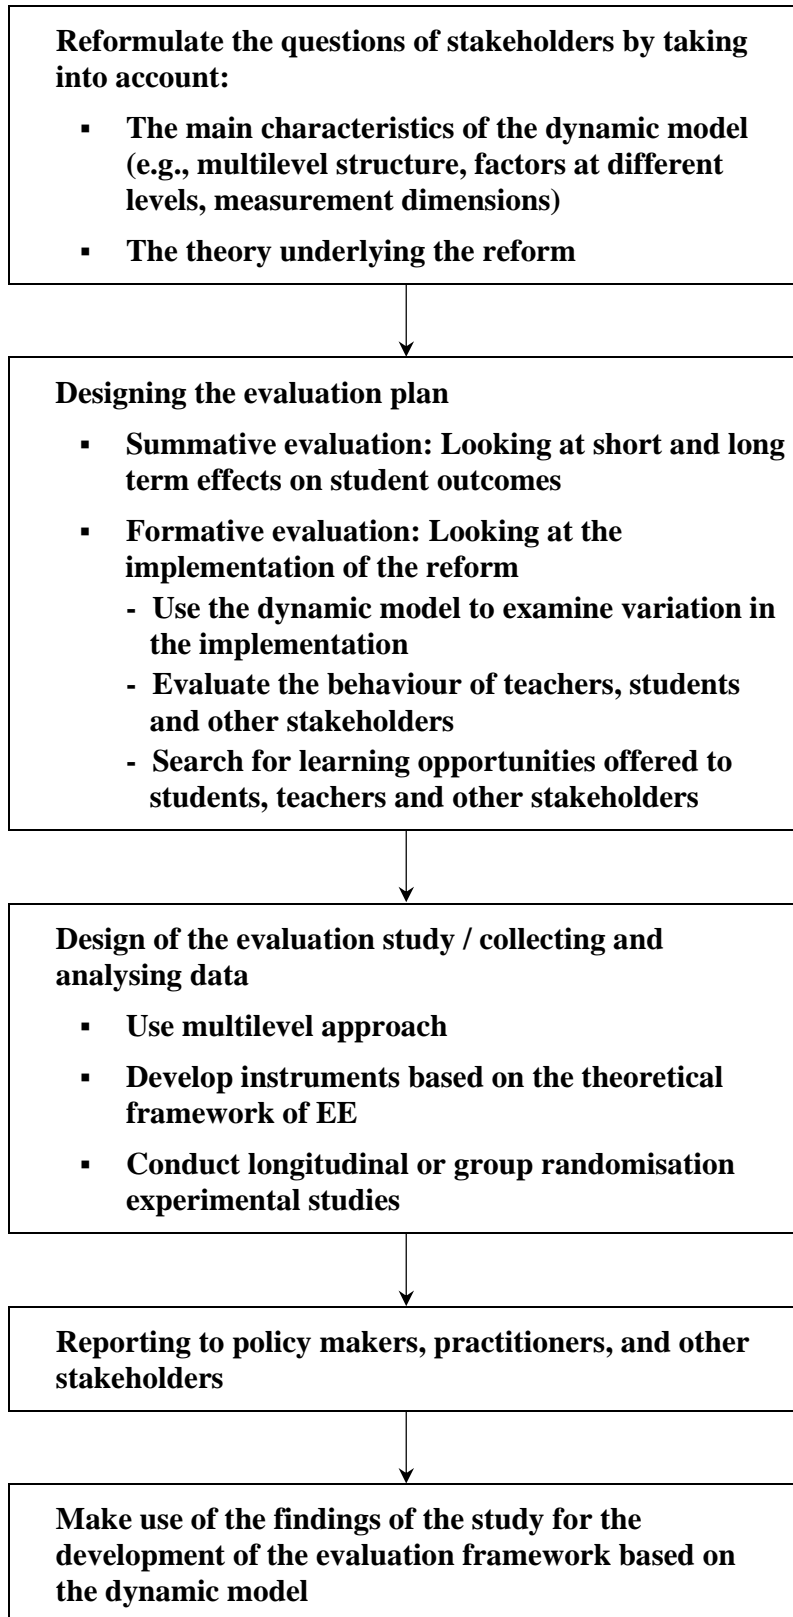 Reformulate the questions of stakeholders by taking
into account:
▪ The main characteristics of the dynamic model
(e.g., multilevel structure, factors at different
levels, measurement dimensions)
▪ The theory underlying the reform
Designing the evaluation plan
▪ Summative evaluation: Looking at short and long
term effects on student outcomes
▪ Formative evaluation: Looking at the
implementation of the reform
- Use the dynamic model to examine variation in
the implementation
- Evaluate the behaviour of teachers, students
and other stakeholders
- Search for learning opportunities offered to
students, teachers and other stakeholders
Design of the evaluation study / collecting and
analysing data
▪ Use multilevel approach
▪ Develop instruments based on the theoretical
framework of EE
▪ Conduct longitudinal or group randomisation
experimental studies
Reporting to policy makers, practitioners, and other
stakeholders
Make use of the findings of the study for the
development of the evaluation framework based on
the dynamic model